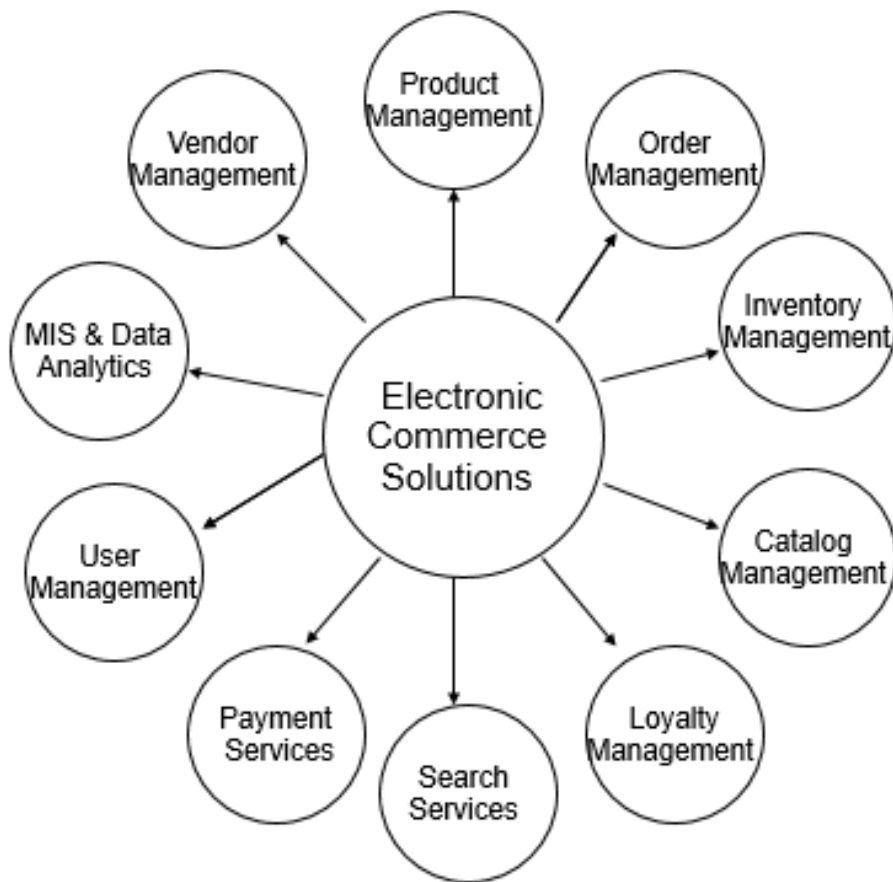 Product
Management
Vendor
Management
Order
Management
Inventory
Management
MIS & Data
Analytics
Electronic
Commerce
Solutions
Catalog
Management
User
Management
Payment
Services
Loyalty
Management
Search
Services